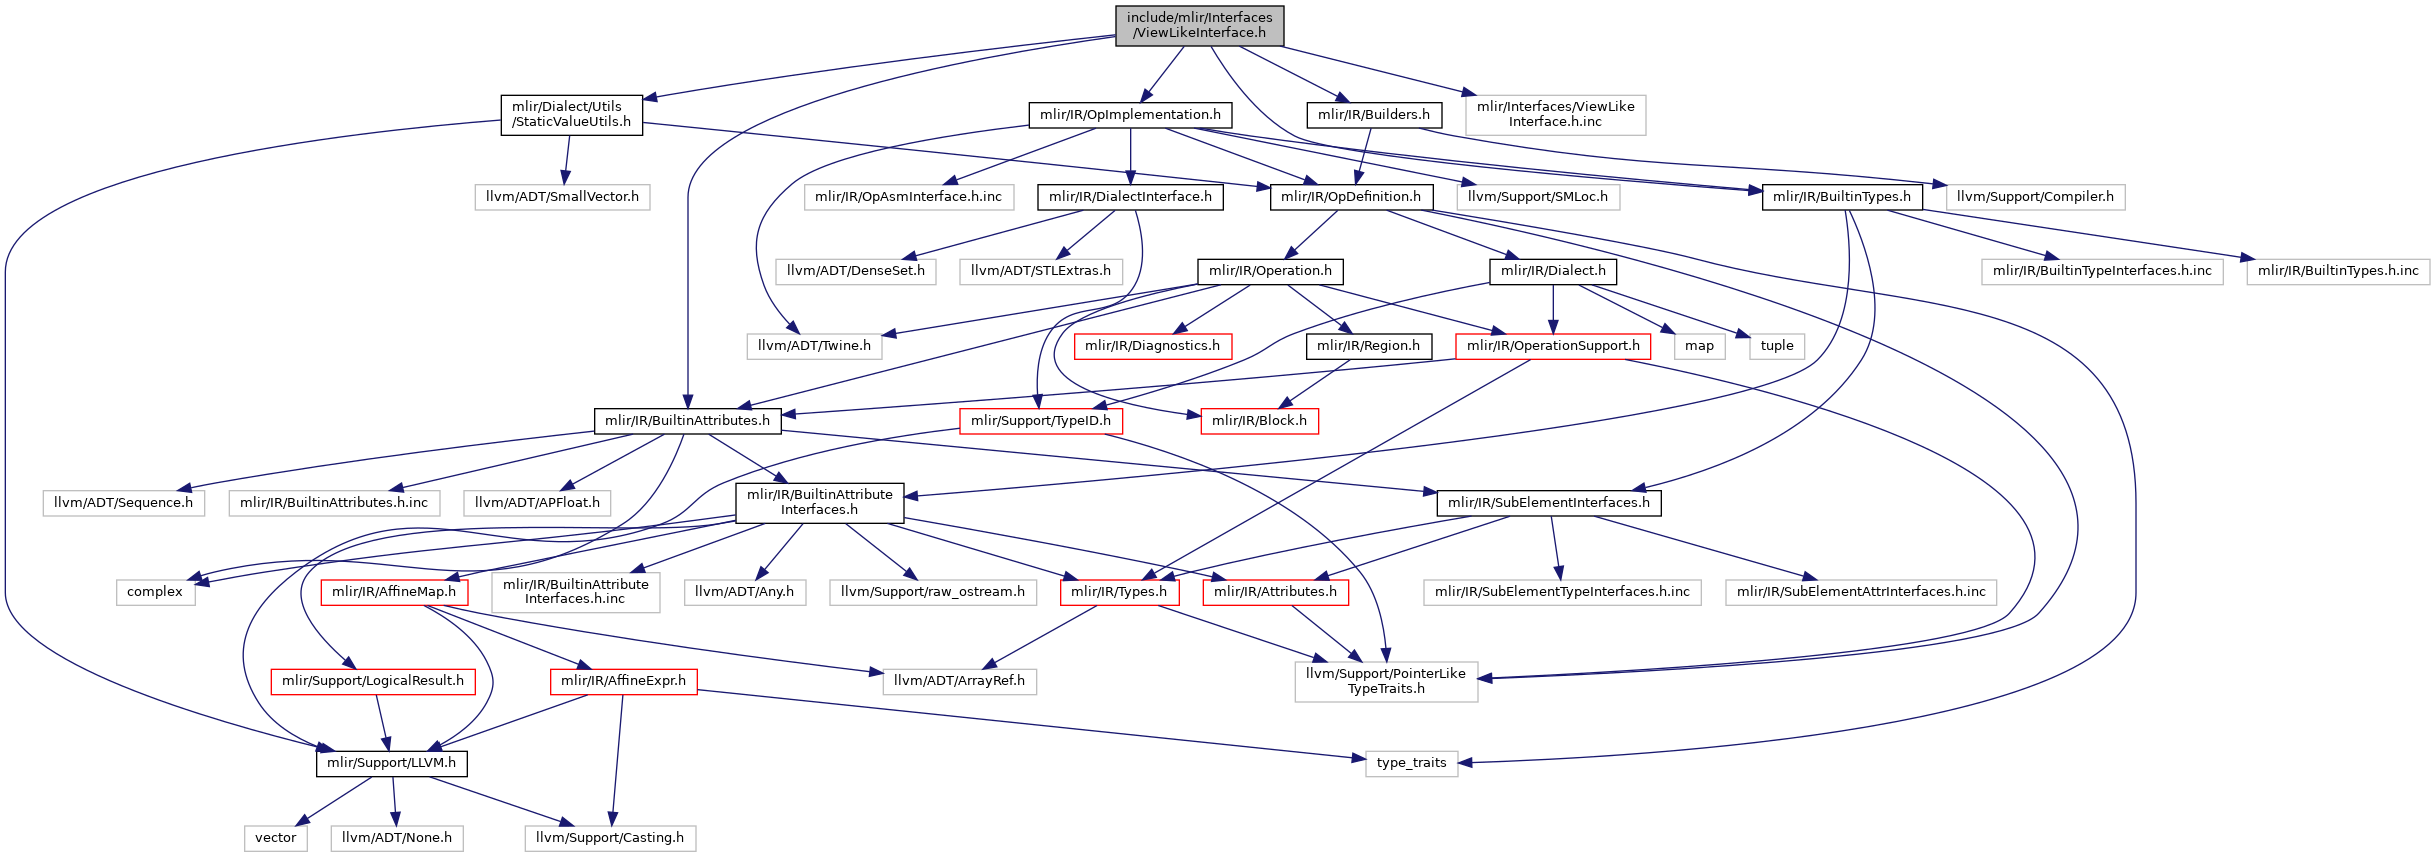 include/mlir/Interfaces
/ViewLikeInterface.h
mlir/Dialect/Utils
/StaticValueUtils.h
mlir/IR/OpImplementation.h
mlir/IR/Builders.h
mlir/Interfaces/ViewLike
Interface.h.inc
llvm/ADT/SmallVector.h
mlir/IR/OpAsmInterface.h.inc
mlir/IR/DialectInterface.h
mlir/IR/OpDefinition.h
llvm/Support/SMLoc.h
mlir/IR/BuiltinTypes.h
llvm/Support/Compiler.h
llvm/ADT/DenseSet.h
llvm/ADT/STLExtras.h
mlir/IR/Operation.h
mlir/IR/Dialect.h
mlir/IR/BuiltinTypeInterfaces.h.inc
mlir/IR/BuiltinTypes.h.inc
llvm/ADT/Twine.h
mlir/IR/Diagnostics.h
mlir/IR/Region.h
mlir/IR/OperationSupport.h
map
tuple
mlir/IR/BuiltinAttributes.h
mlir/Support/TypeID.h
mlir/IR/Block.h
llvm/ADT/Sequence.h
mlir/IR/BuiltinAttributes.h.inc
llvm/ADT/APFloat.h
mlir/IR/BuiltinAttribute
Interfaces.h
mlir/IR/SubElementInterfaces.h
complex
mlir/IR/AffineMap.h
mlir/IR/BuiltinAttribute
Interfaces.h.inc
llvm/ADT/Any.h
llvm/Support/raw_ostream.h
mlir/IR/Types.h
mlir/IR/Attributes.h
mlir/IR/SubElementTypeInterfaces.h.inc
mlir/IR/SubElementAttrInterfaces.h.inc
mlir/Support/LogicalResult.h
mlir/IR/AffineExpr.h
llvm/ADT/ArrayRef.h
llvm/Support/PointerLike
TypeTraits.h
mlir/Support/LLVM.h
type_traits
vector
llvm/ADT/None.h
llvm/Support/Casting.h